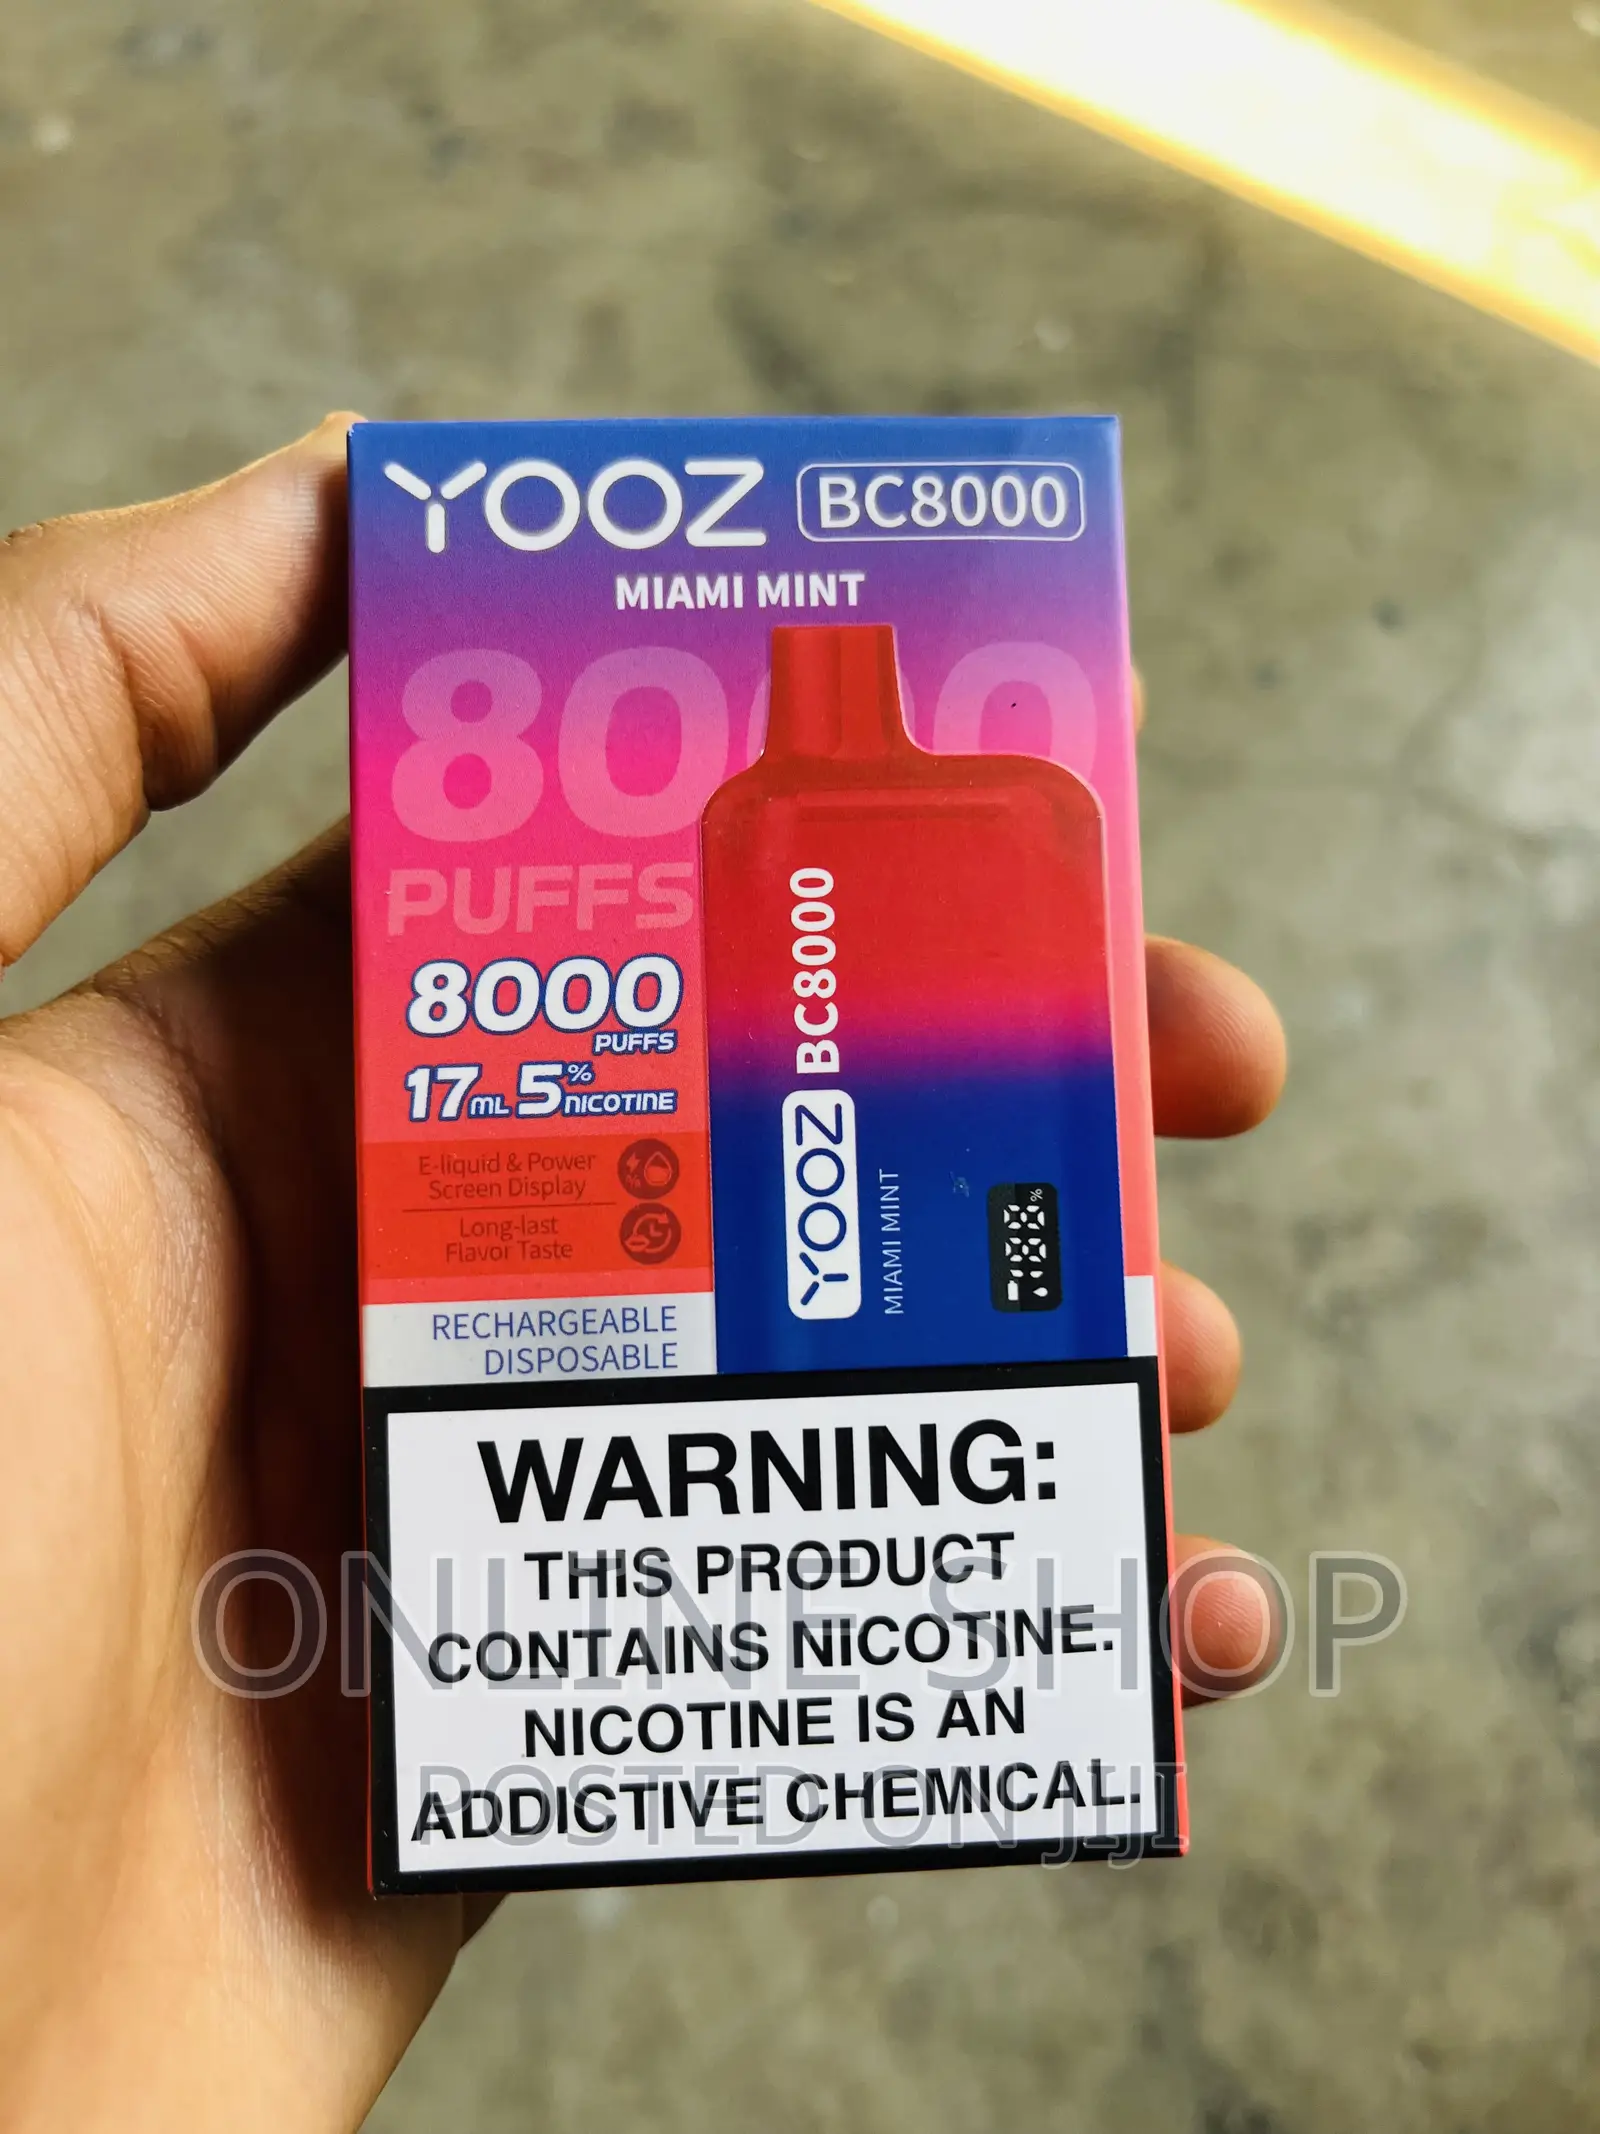 YOOZ BC8000
MIAMI MINT
8000
PUFFS
8000
PUFFS
17ML 5% NICOTINE
E-liquid & Power
Screen Display
Long-last
Flavor Taste
RECHARGEABLE
DISPOSABLE
YOOZ BC8000
MIAMI MINT
188%
WARNING:
THIS PRODUCT
CONTAINS NICOTINE.
NICOTINE IS AN
ADDICTIVE CHEMICAL.
ONLINE SHOP
POSTED ON JIJI